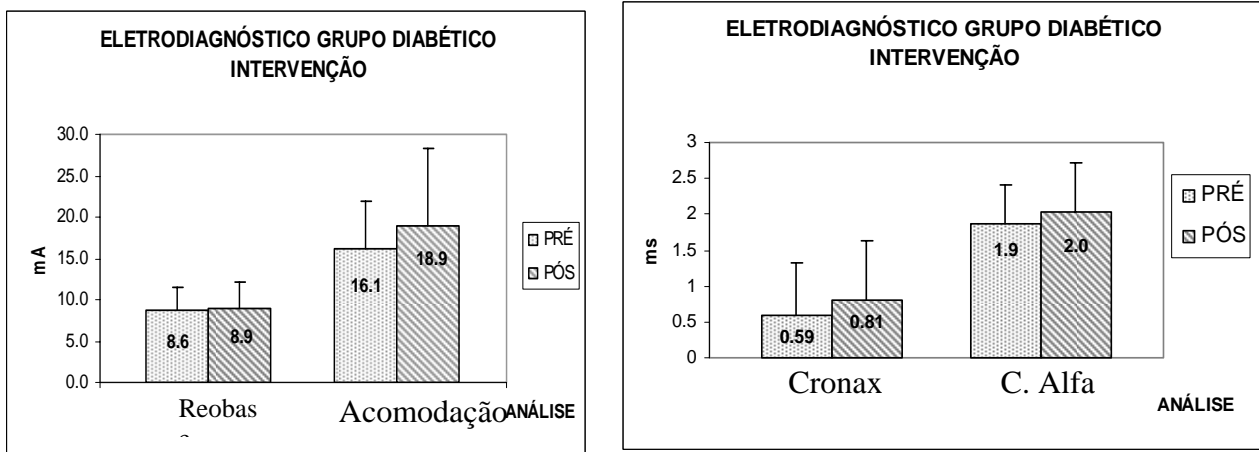 ELETRODIAGNÓSTICO GRUPO DIABÉTICO
INTERVENÇÃO
30.0
25.0
20.0
15.0
10.0
5.0
0.0
mA
8.6
8.9
16.1
18.9
PRÉ
PÓS
Reobas
Acomodação
ANÁLISE
ELETRODIAGNÓSTICO GRUPO DIABÉTICO
INTERVENÇÃO
3
2.5
2
1.5
1
0.5
0
ms
0.59
0.81
1.9
2.0
PRÉ
PÓS
Cronax
C. Alfa
ANÁLISE